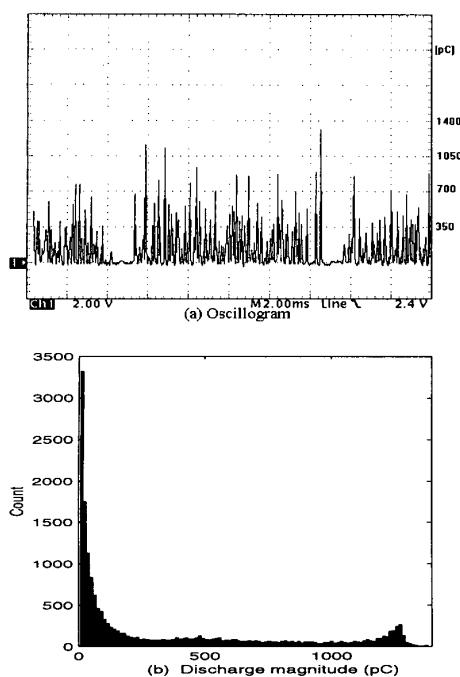 [pC]
1400
1050
700
350
1
Ch1 2.00 V M 2.00ms Line 2.4 V
(a) Oscillogram
3500
3000
2500
2000
1500
1000
500
0
Count
0 500 1000
(b) Discharge magnitude (pC)